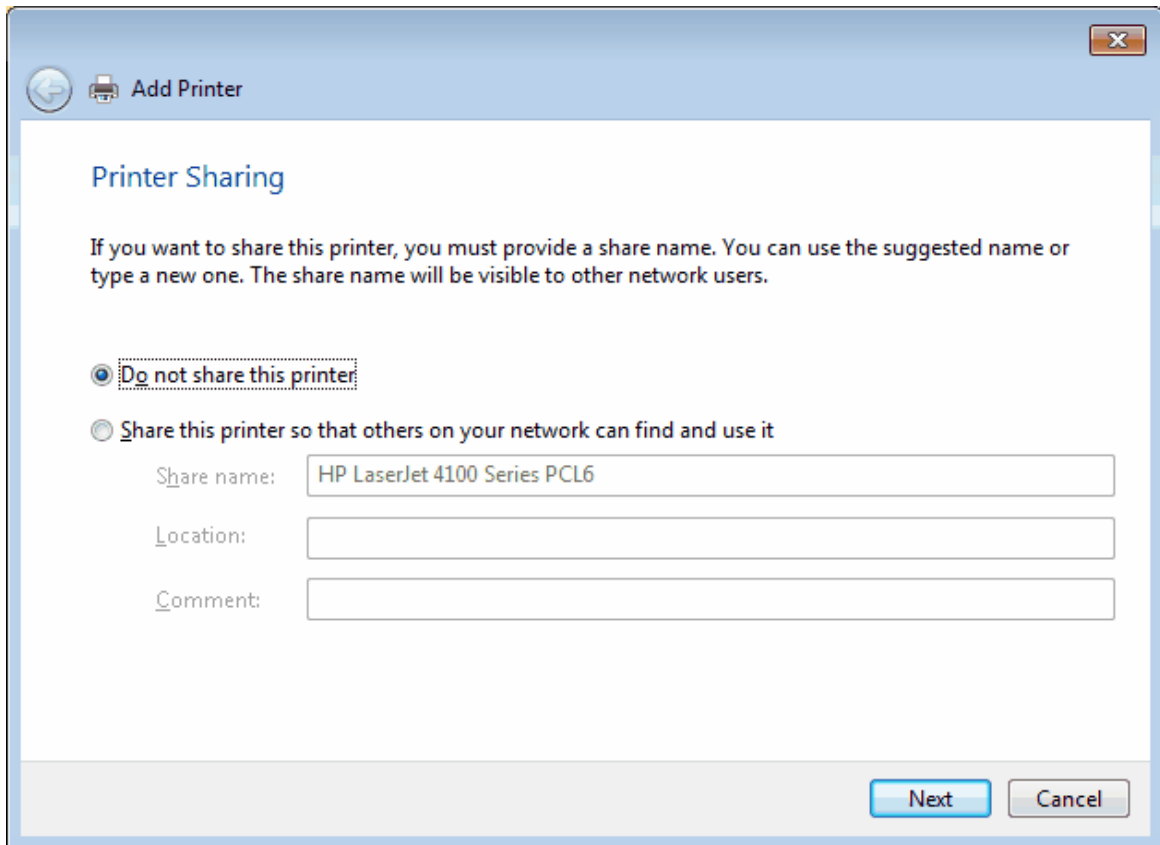 Add Printer
Printer Sharing
If you want to share this printer, you must provide a share name. You can use the suggested name or
type a new one. The share name will be visible to other network users.
Do not share this printer
Share this printer so that others on your network can find and use it
Share name: HP LaserJet 4100 Series PCL6
Location:
Comment:
Next Cancel